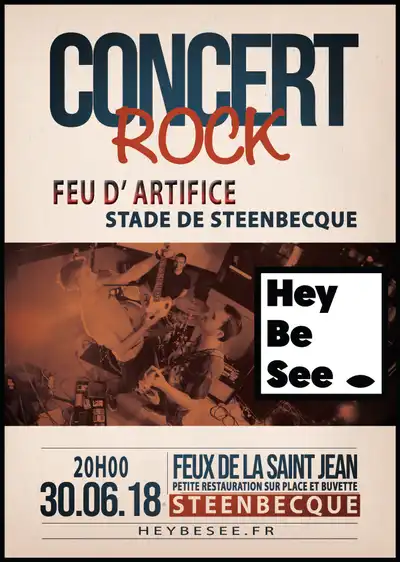 CONCERT
ROCK
FEU D' ARTIFICE
STADE DE STEENBECQUE
Hey
Be
See
20H00
30.06.18
FEUX DE LA SAINT JEAN
PETITE RESTAURATION SUR PLACE ET BUVETTE
STEENBECQUE
HEYBESEE.FR